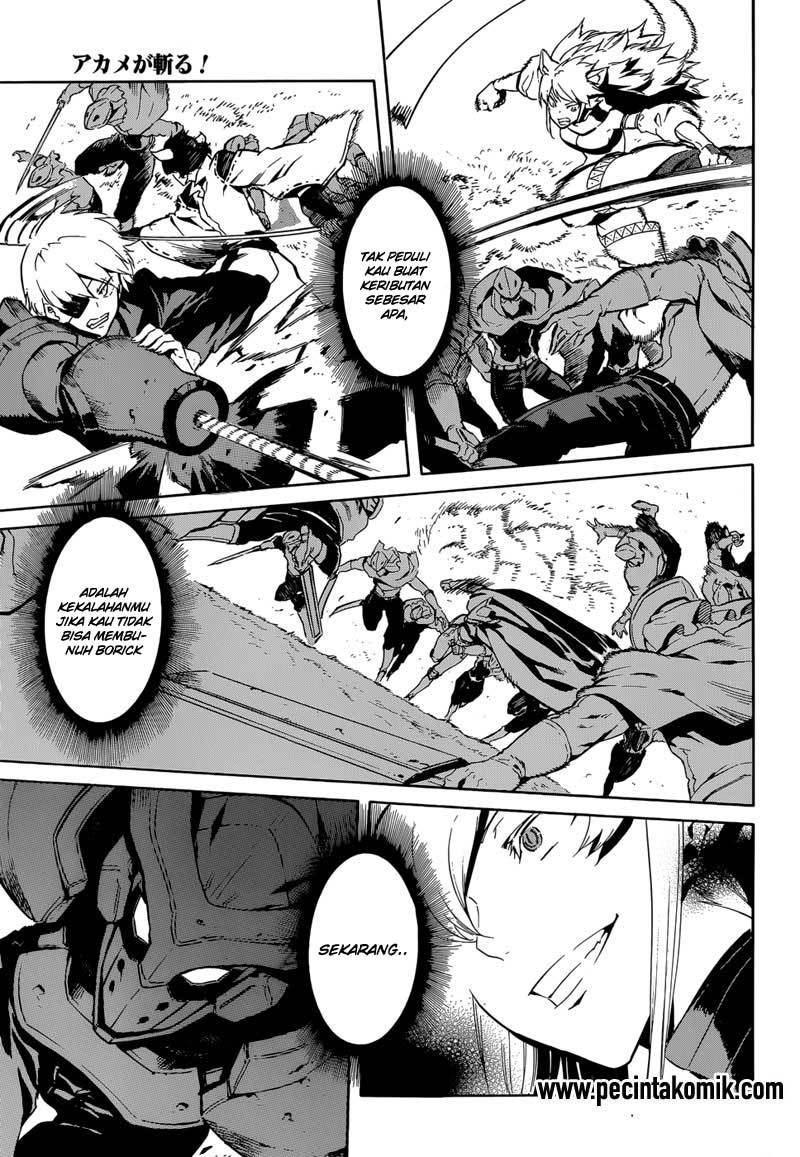 アカメが斬る！
TAK PEDULI
KAU BUAT
KERIBUTAN
SEBESAR
APA,
ADALAH
KEKALAHANMU
JIKA KAU TIDAK
BISA MEMBU-
NUH BORICK
SEKARANG..
www.pecintakomik.com